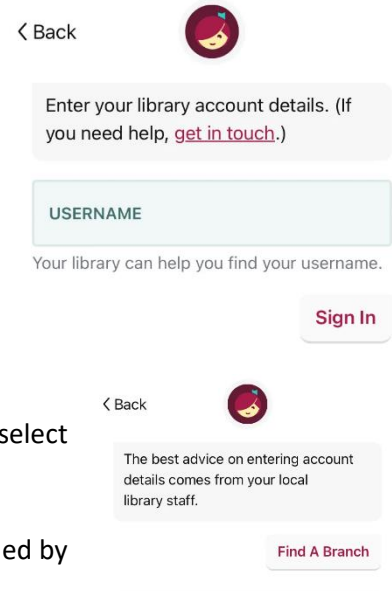 Back
Enter your library account details. (If
you need help, get in touch.)
USERNAME
Your library can help you find your username.
Sign In
select
Back
The best advice on entering account
details comes from your local
library staff.
ed by
Find A Branch